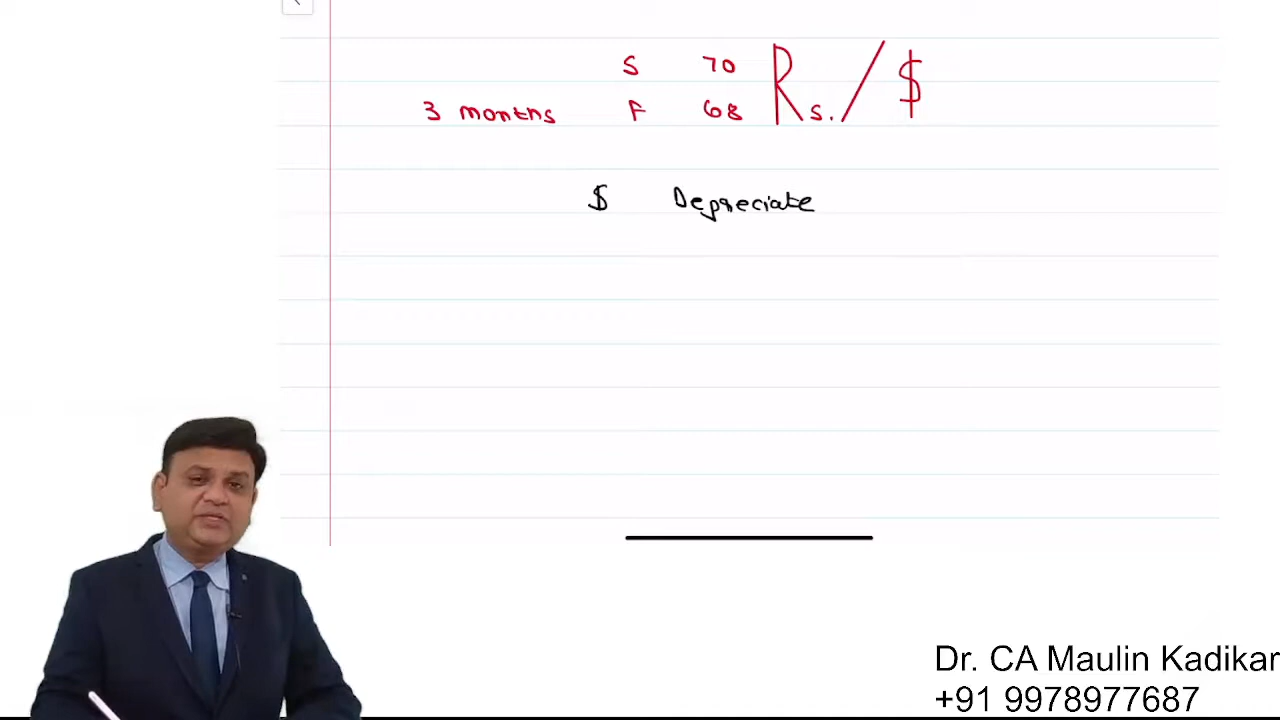 S 70 Rs./$
3 months F 68
$ Depreciate
Dr. CA Maulin Kadikar
+91 9978977687